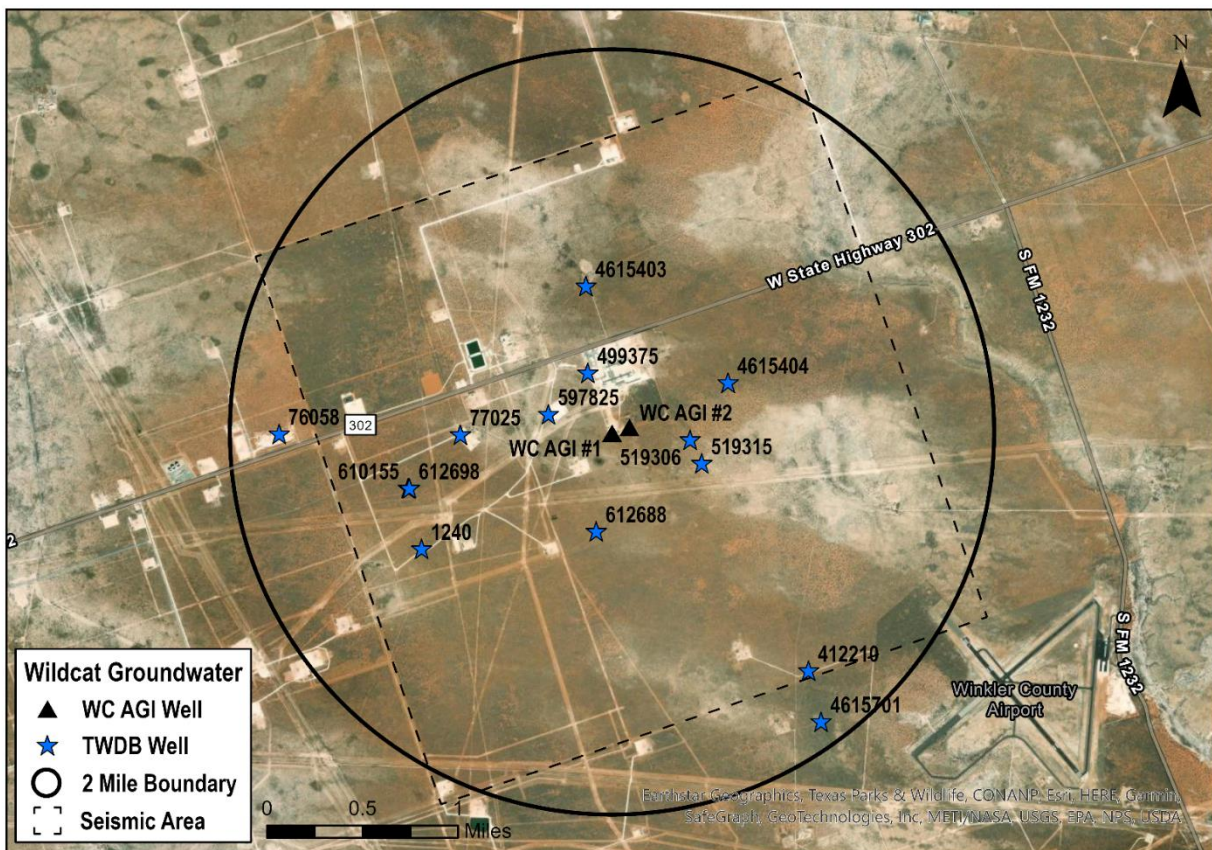 N
W State Highway 302
S FM 1232
4615403
499375
4615404
597825
76058
302
77025
WC AGI #2
WC AGI #1
519306
519315
610155
612698
612688
1240
2
412210
S FM 1232
Winkler County
Airport
4615701
Wildcat Groundwater
WC AGI Well
TWDB Well
2 Mile Boundary
Seismic Area
0 0.5
Miles
Earthstar Geographics, Texas Parks & Wildlife, CONANP, Esri, HERE, Garmin,
SafeGraph, GeoTechnologies, Inc, METI/NASA, USGS, EPA, NPS, USDA